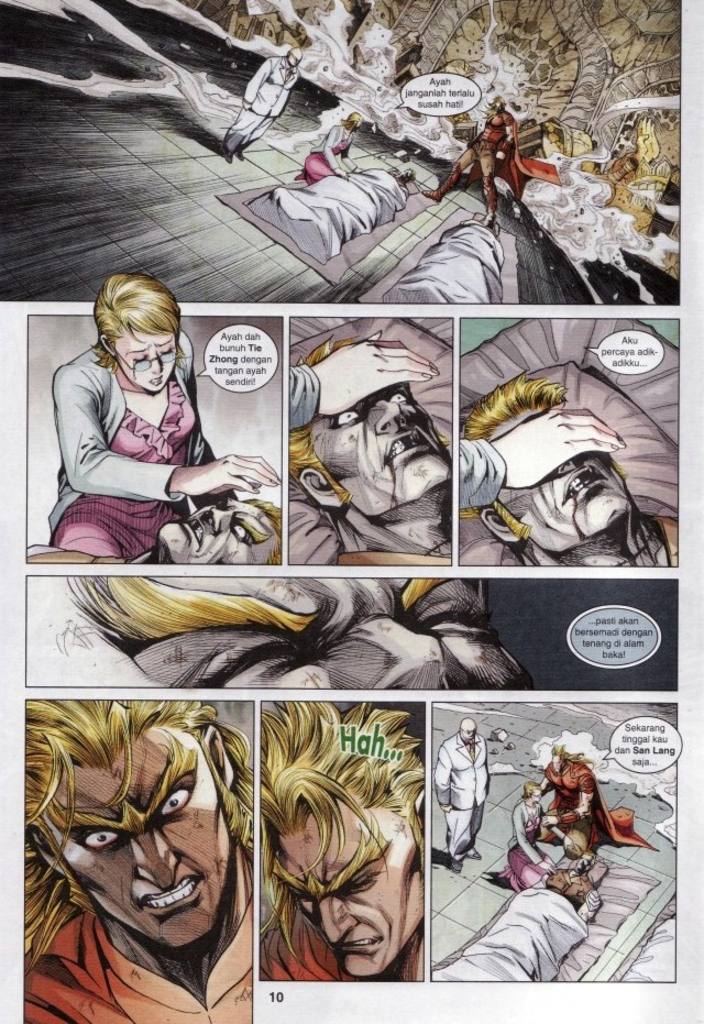 Ayah
janganlah terlalu
susah hati!
Ayah dah
bunuh Tie
Zhong dengan
tangan ayah
sendiri!
Aku
percaya adik-
adikku...
...pasti akan
bersemadi dengan
tenang di alam
baka!
Hah...
Sekarang
tinggal kau
dan San Lang
saja...
10